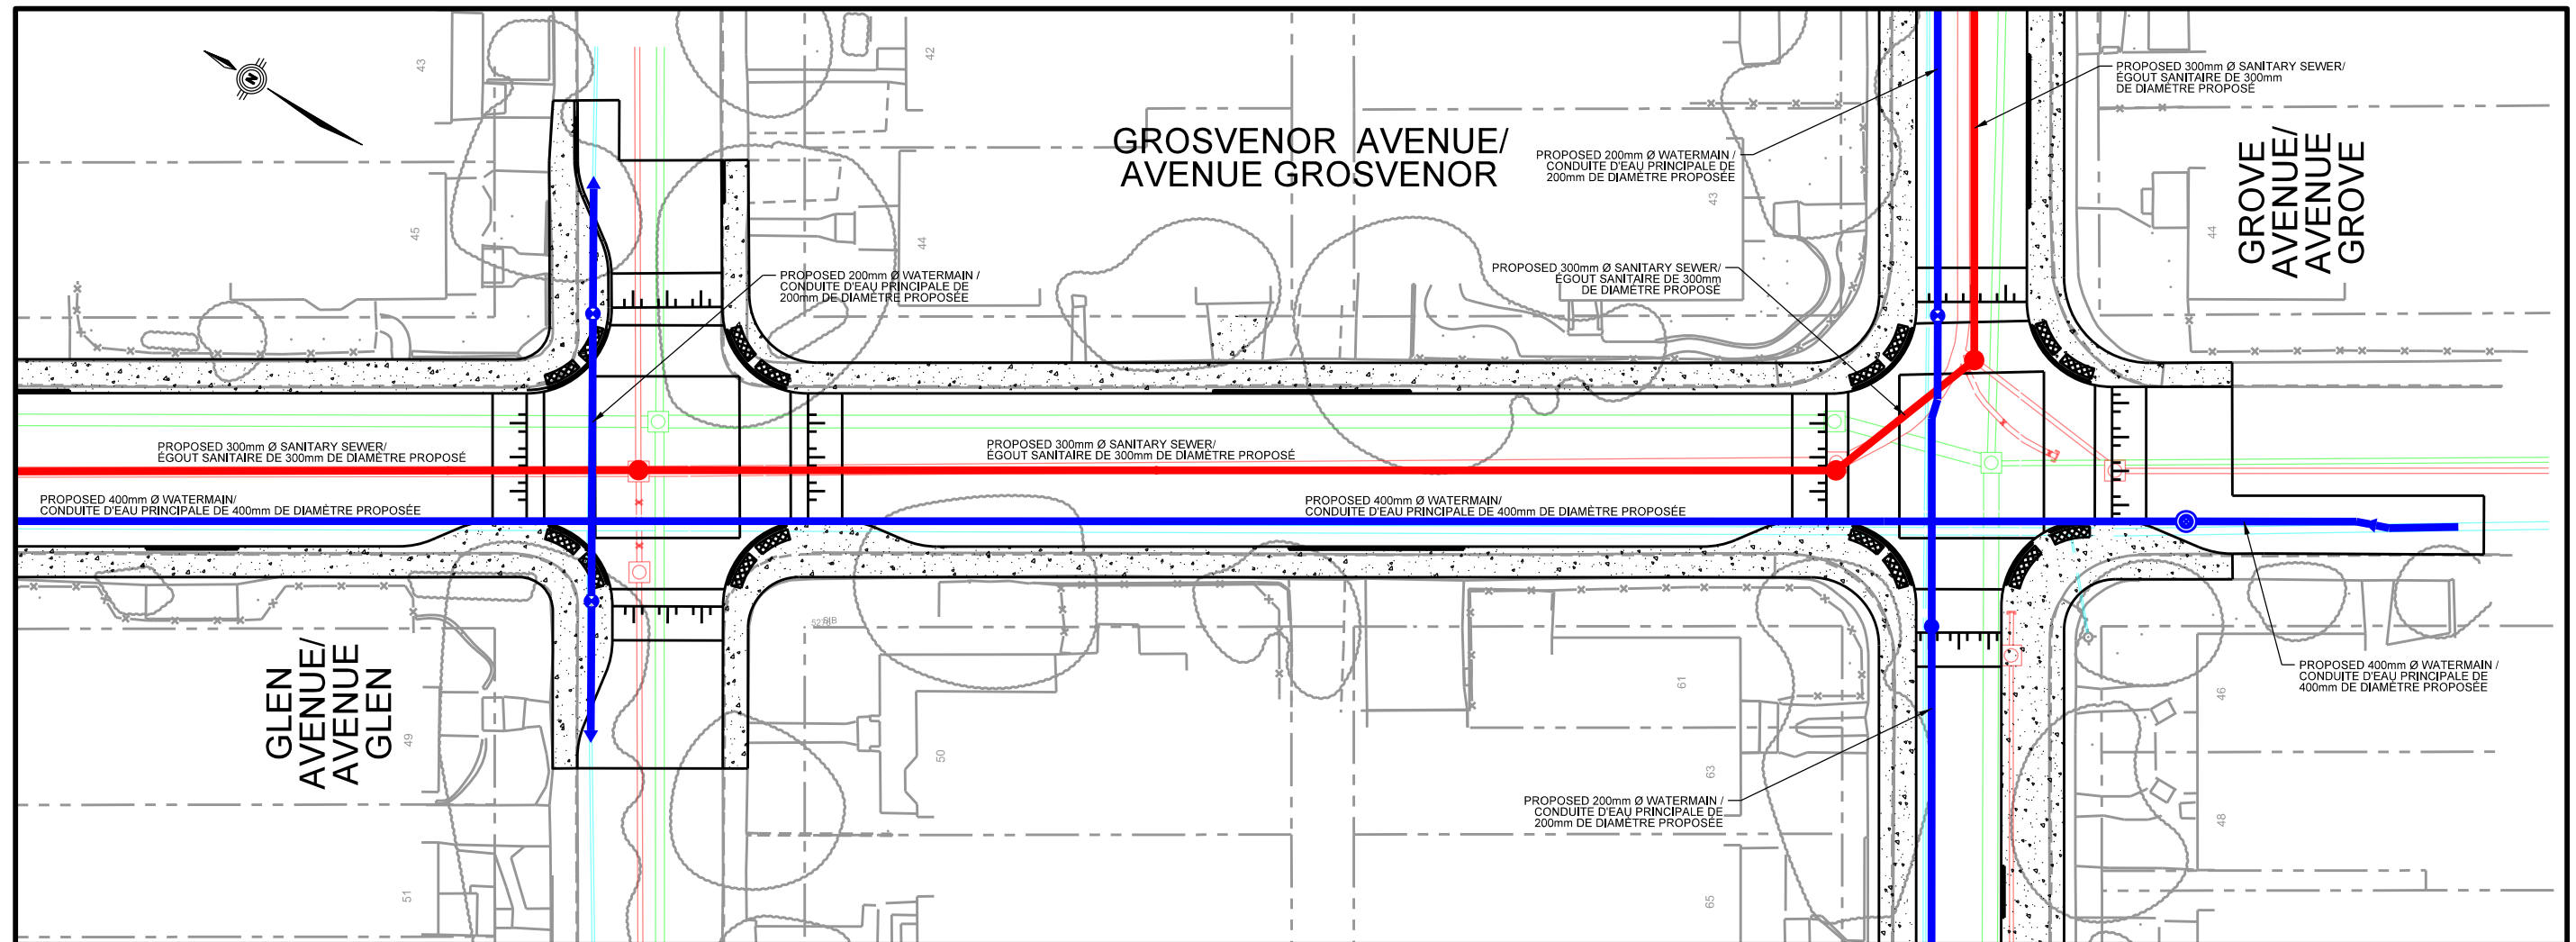 N
43
42
45
44
GROSVENOR AVENUE/
AVENUE GROSVENOR
PROPOSED 200mm Ø WATERMAIN /
CONDUITE D'EAU PRINCIPALE DE
200mm DE DIAMÈTRE PROPOSÉE
PROPOSED 300mm Ø SANITARY SEWER/
ÉGOUT SANITAIRE DE 300mm
DE DIAMÈTRE PROPOSÉ
GROVE
AVENUE/
AVENUE
GROVE
43
44
PROPOSED 200mm Ø WATERMAIN /
CONDUITE D'EAU PRINCIPALE DE
200mm DE DIAMÈTRE PROPOSÉE
PROPOSED 300mm Ø SANITARY SEWER/
ÉGOUT SANITAIRE DE 300mm
DE DIAMÈTRE PROPOSÉ
PROPOSED 300mm Ø SANITARY SEWER/
ÉGOUT SANITAIRE DE 300mm DE DIAMÈTRE PROPOSÉ
PROPOSED 300mm Ø SANITARY SEWER/
ÉGOUT SANITAIRE DE 300mm DE DIAMÈTRE PROPOSÉ
PROPOSED 400mm Ø WATERMAIN/
CONDUITE D'EAU PRINCIPALE DE 400mm DE DIAMÈTRE PROPOSÉE
PROPOSED 400mm Ø WATERMAIN/
CONDUITE D'EAU PRINCIPALE DE 400mm DE DIAMÈTRE PROPOSÉE
GLEN
AVENUE/
AVENUE
GLEN
49
50
61
63
46
PROPOSED 400mm Ø WATERMAIN /
CONDUITE D'EAU PRINCIPALE DE
400mm DE DIAMÈTRE PROPOSÉE
PROPOSED 200mm Ø WATERMAIN /
CONDUITE D'EAU PRINCIPALE DE
200mm DE DIAMÈTRE PROPOSÉE
48
51
65